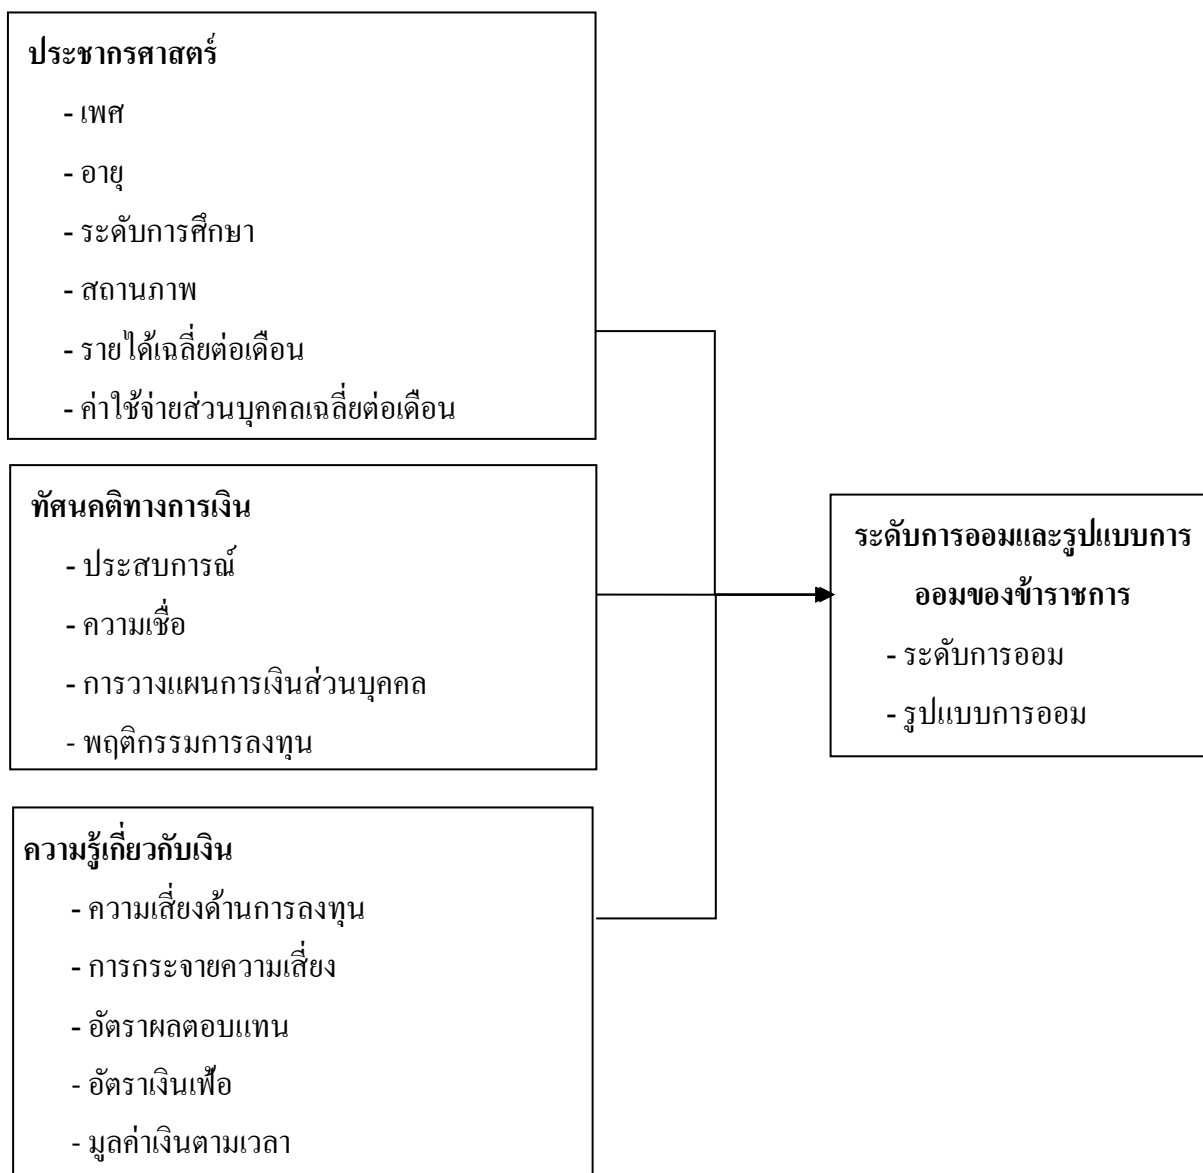 ประชากรศาสตร์
- เพศ
- อายุ
- ระดับการศึกษา
- สถานภาพ
- รายได้เฉลี่ยต่อเดือน
- ค่าใช้จ่ายส่วนบุคคลเฉลี่ยต่อเดือน
ทัศนคติทางการเงิน
- ประสบการณ์
- ความเชื่อ
- การวางแผนการเงินส่วนบุคคล
- พฤติกรรมการลงทุน
ความรู้เกี่ยวกับเงิน
- ความเสี่ยงด้านการลงทุน
- การกระจายความเสี่ยง
- อัตราผลตอบแทน
- อัตราเงินเฟ้อ
- มูลค่าเงินตามเวลา
ระดับการออมและรูปแบบการ
ออมของข้าราชการ
- ระดับการออม
- รูปแบบการออม